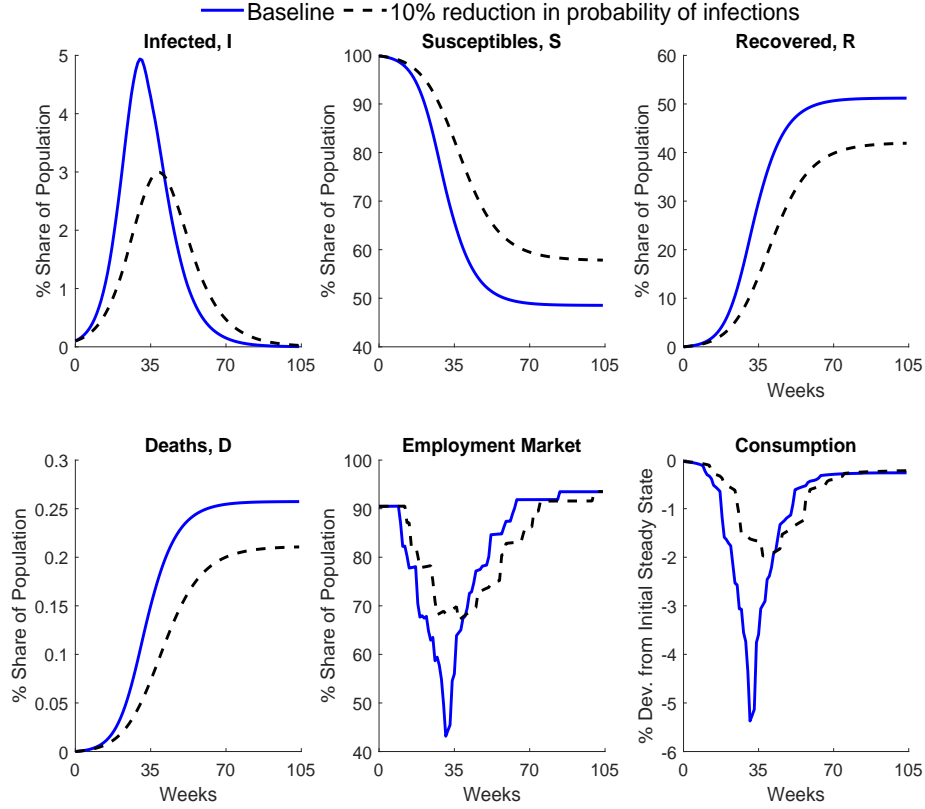 Baseline 10% reduction in probability of infections
Infected, I
% Share of Population
5
4
3
2
1
0
0 35 70 105
Susceptibles, S
% Share of Population
100
90
80
70
60
50
40
0 35 70 105
Recovered, R
% Share of Population
60
50
40
30
20
10
0
0 35 70 105
Weeks
Deaths, D
% Share of Population
0.3
0.25
0.2
0.15
0.1
0.05
0
0 35 70 105
Weeks
Employment Market
% Share of Population
100
90
80
70
60
50
40
0 35 70 105
Weeks
Consumption
% Dev. from Initial Steady State
0
-1
-2
-3
-4
-5
-6
0 35 70 105
Weeks